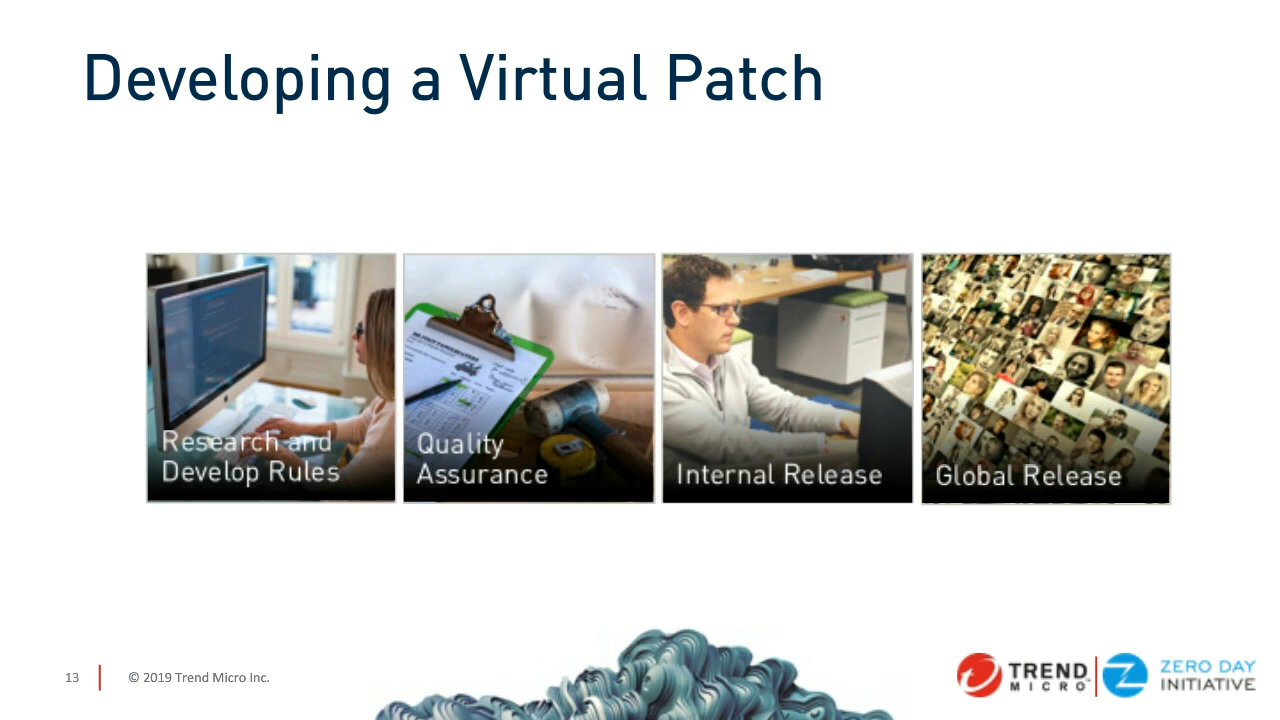 Developing a Virtual Patch
Research and
Develop Rules
Quality
Assurance
Internal Release
Global Release
13
© 2019 Trend Micro Inc.
TREND
MICRO™
ZERO DAY
INITIATIVE